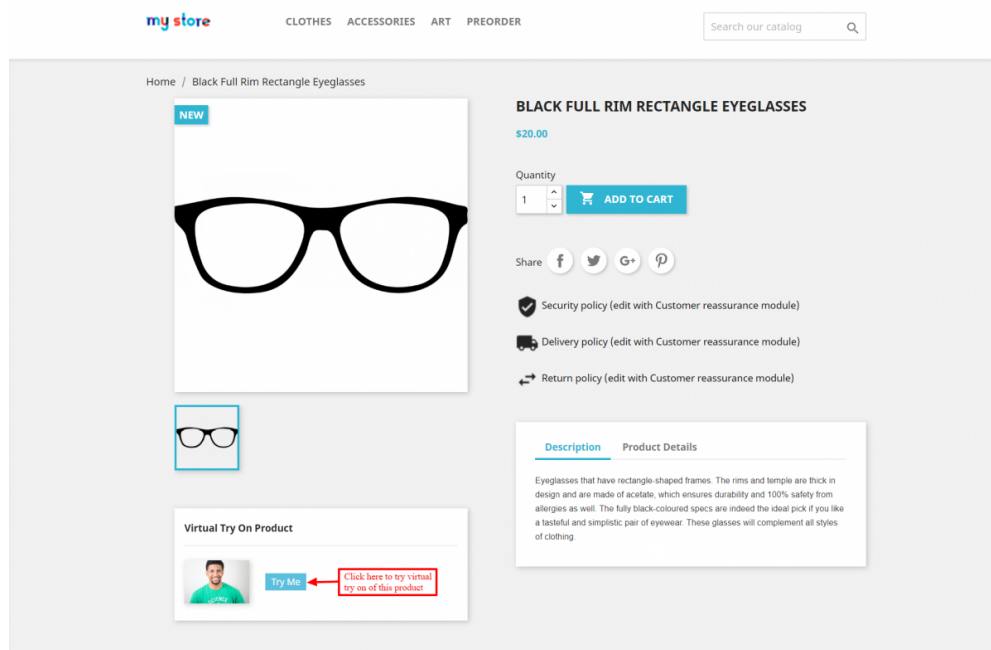 my store
CLOTHES ACCESSORIES ART PREORDER
Search our catalog
Home / Black Full Rim Rectangle Eyeglasses
NEW
BLACK FULL RIM RECTANGLE EYEGLASSES
$20.00
Quantity
1
ADD TO CART
Share
Security policy (edit with Customer reassurance module)
Delivery policy (edit with Customer reassurance module)
Return policy (edit with Customer reassurance module)
Description Product Details
Eyeglasses that have rectangle-shaped frames. The rims and temple are thick in
design and are made of acetate, which ensures durability and 100% safety from
allergies as well. The fully black-coloured specs are indeed the ideal pick if you like
a tasteful and simplistic pair of eyewear. These glasses will complement all styles
of clothing.
Virtual Try On Product
SCIENCE
Try Me
Click here to try virtual
try on of this product